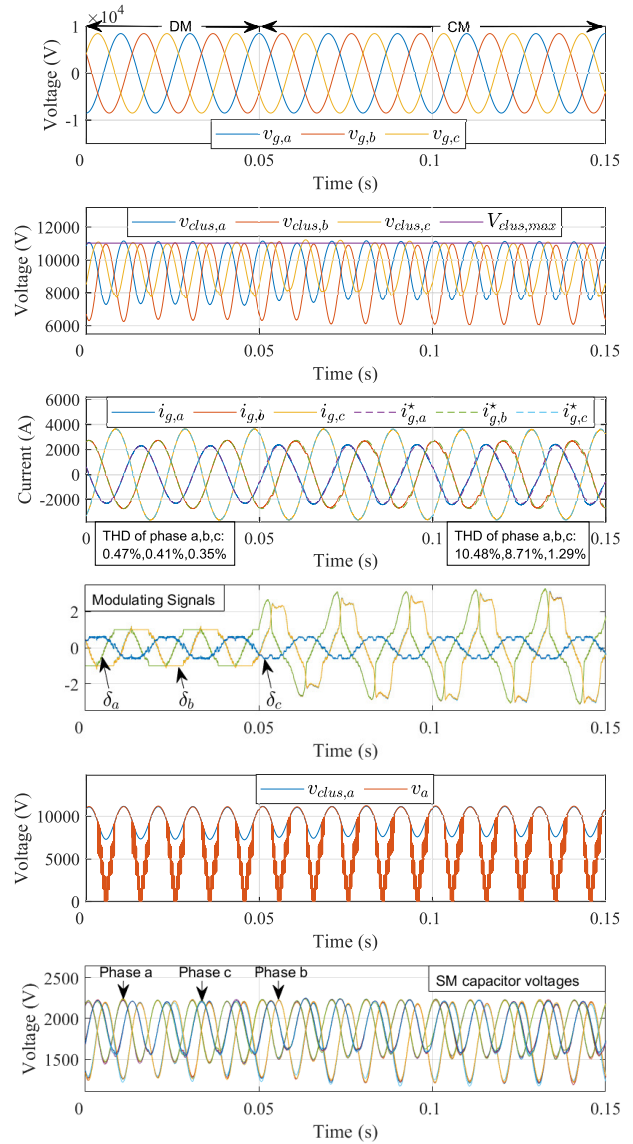 ×10⁴
DM
CM
1
0
-1
Voltage (V)
v_{g,a} v_{g,b} v_{g,c}
0 0.05 0.1 0.15
Time (s)
v_{clus,a} v_{clus,b} v_{clus,c} V_{clus,max}
12000
10000
8000
6000
Voltage (V)
0 0.05 0.1 0.15
Time (s)
6000
4000
2000
0
-2000
Current (A)
i_{g,a} i_{g,b} i_{g,c} i*_{g,a} i*_{g,b} i*_{g,c}
0 0.05 0.1 0.15
THD of phase a,b,c:
0.47%,0.41%,0.35%
Time (s)
THD of phase a,b,c:
10.48%,8.71%,1.29%
Modulating Signals
2
0
-2
δ_a δ_b δ_c
0 0.05 0.1 0.15
Time (s)
v_{clus,a} v_a
10000
5000
0
Voltage (V)
0 0.05 0.1 0.15
Time (s)
Phase a Phase c Phase b
SM capacitor voltages
2500
2000
1500
Voltage (V)
0 0.05 0.1 0.15
Time (s)